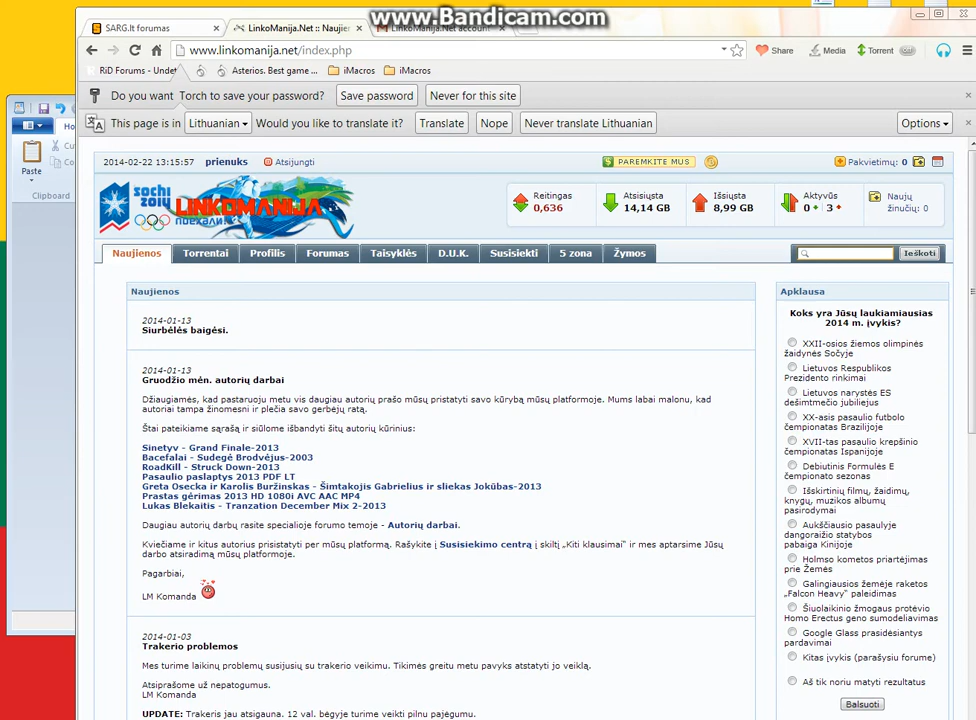 www.Bandicam.com
SARG.lt forumas
LinkoManija.Net :: Naujie
LinkoManija.Net account
www.linkomanija.net/index.php
Share
Media
Torrent
RiD Forums - Undet
Asterios. Best game ...
iMacros
iMacros
Do you want Torch to save your password?
Save password
Never for this site
This page is in
Lithuanian
Would you like to translate it?
Translate
Nope
Never translate Lithuanian
Options
Paste
Cu
Co
Clipboard
2014-02-22 13:15:57 prienuks Atsijungti
PAREMKITE MUS
Pakvietimų: 0
sochi
2014
LINKOMANIJA
ПОЕХАЛИ!
Reitingas
0,636
Atsisiųsta
14,14 GB
Išsiųsta
8,99 GB
Aktyvūs
0 3
Naujų
žinučių: 0
Naujienos Torrentai Profilis Forumas Taisyklės D.U.K. Susisiekti 5 zona Žymos
Ieškoti
Naujienos
2014-01-13
Siurbėlės baigėsi.
2014-01-13
Gruodžio mėn. autorių darbai
Džiaugiamės, kad pastaruoju metu vis daugiau autorių prašo mūsų pristatyti savo kūrybą mūsų platformoje. Mums labai malonu, kad
autoriai tampa žinomesni ir plečia savo gerbėjų ratą.
Štai pateikiame sąrašą ir siūlome išbandyti šitų autorių kūrinius:
Sinetyv - Grand Finale-2013
Bacefalai - Sudegė Brodvėjus-2003
RoadKill - Struck Down-2013
Pasaulio paslaptys 2013 PDF LT
Greta Osecka ir Karolis Buržinskas - Šimtakojis Gabrielius ir sliekas Jokūbas-2013
Prastas gėrimas 2013 HD 1080i AVC AAC MP4
Lukas Blekaitis - Tranzation December Mix 2-2013
Daugiau autorių darbų rasite specialioje forumo temoje - Autorių darbai.
Kviečiame ir kitus autorius prisistatyti per mūsų platformą. Rašykite į Susisiekimo centrą į skiltį „Kiti klausimai" ir mes aptarsime Jūsų
darbo atsiradimą mūsų platformoje.
Pagarbiai,
LM Komanda
2014-01-03
Trakerio problemos
Mes turime laikinų problemų susijusių su trakerio veikimu. Tikimės greitu metu pavyks atstatyti jo veiklą.
Atsiprašome už nepatogumus.
LM Komanda
UPDATE: Trakeris jau atsigauna. 12 val. bėgyje turime veikti pilnu pajėgumu.
Apklausa
Koks yra Jūsų laukiamiausias
2014 m. įvykis?
XXII-osios žiemos olimpinės
žaidynės Sočyje
Lietuvos Respublikos
Prezidento rinkimai
Lietuvos narystės ES
dešimtmečio jubiliejus
XX-asis pasaulio futbolo
čempionatas Brazilijoje
XVII-tas pasaulio krepšinio
čempionatas Ispanijoje
Debiutinis Formulės E
čempionato sezonas
Išskirtinių filmų, žaidimų,
knygų, muzikos albumų
pasirodymai
Aukščiausio pasaulyje
dangoraižio statybos
pabaiga Kinijoje
Holmso kometos priartėjimas
prie Žemės
Galingiausios žemėje raketos
„Falcon Heavy" paleidimas
Šiuolaikinio žmogaus protėvio
Homo Erectus geno sumodeliavimas
Google Glass prasidėsiantys
pardavimai
Kitas įvykis (parašysiu forume)
Aš tik noriu matyti rezultatus
Balsuoti